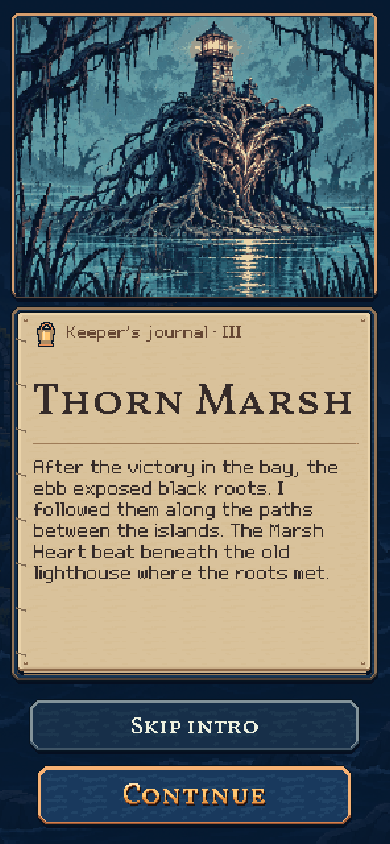 Keeper's journal · III
Thorn Marsh
After the victory in the bay, the
ebb exposed black roots. I
followed them along the paths
between the islands. The Marsh
Heart beat beneath the old
lighthouse where the roots met.
Skip intro
Continue